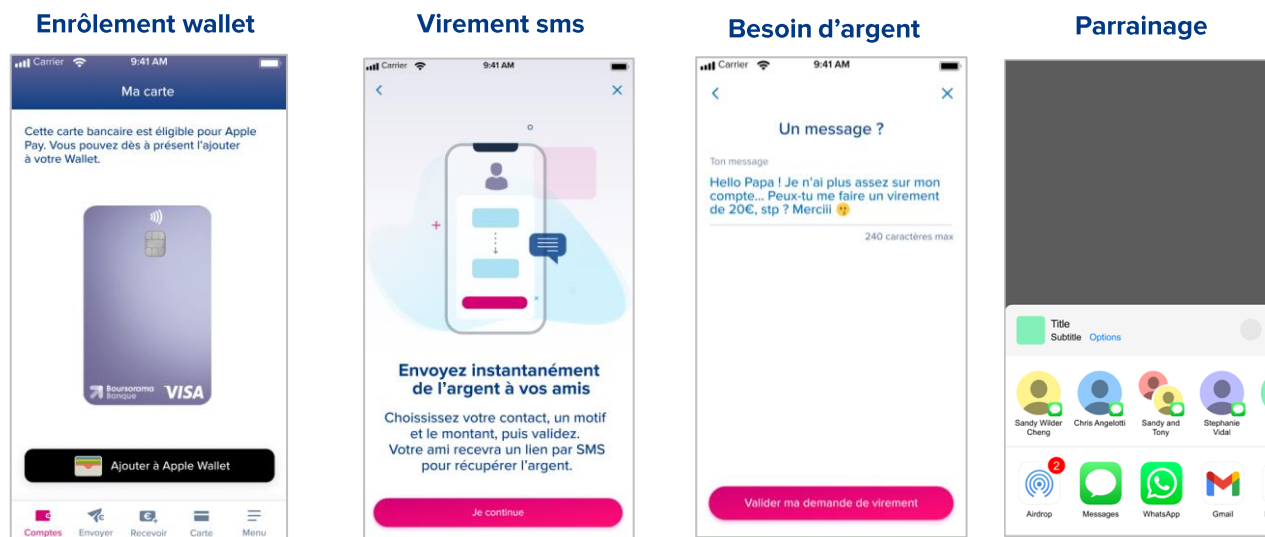 Enrôlement wallet
Carrier
9:41 AM
Ma carte
Cette carte bancaire est éligible pour Apple
Pay. Vous pouvez dès à présent l'ajouter
à votre Wallet.
Boursorama
Banque
VISA
Ajouter à Apple Wallet
Comptes
Envoyer
Recevoir
Carte
Menu
Virement sms
Carrier
9:41 AM
Envoyez instantanément
de l'argent à vos amis
Choississez votre contact, un motif
et le montant, puis validez.
Votre ami recevra un lien par SMS
pour récupérer l'argent.
Je continue
Besoin d'argent
Carrier
9:41 AM
Un message ?
Ton message
Hello Papa ! Je n'ai plus assez sur mon
compte... Peux-tu me faire un virement
de 20€, stp ? Merciii 🤫
240 caractères max
Valider ma demande de virement
Parrainage
Title
Subtitle Options
Sandy Wilder
Cheng
Chris Angelotti
Sandy and
Tony
Stephanie
Vidal
2
Airdrop
Messages
WhatsApp
Gmail